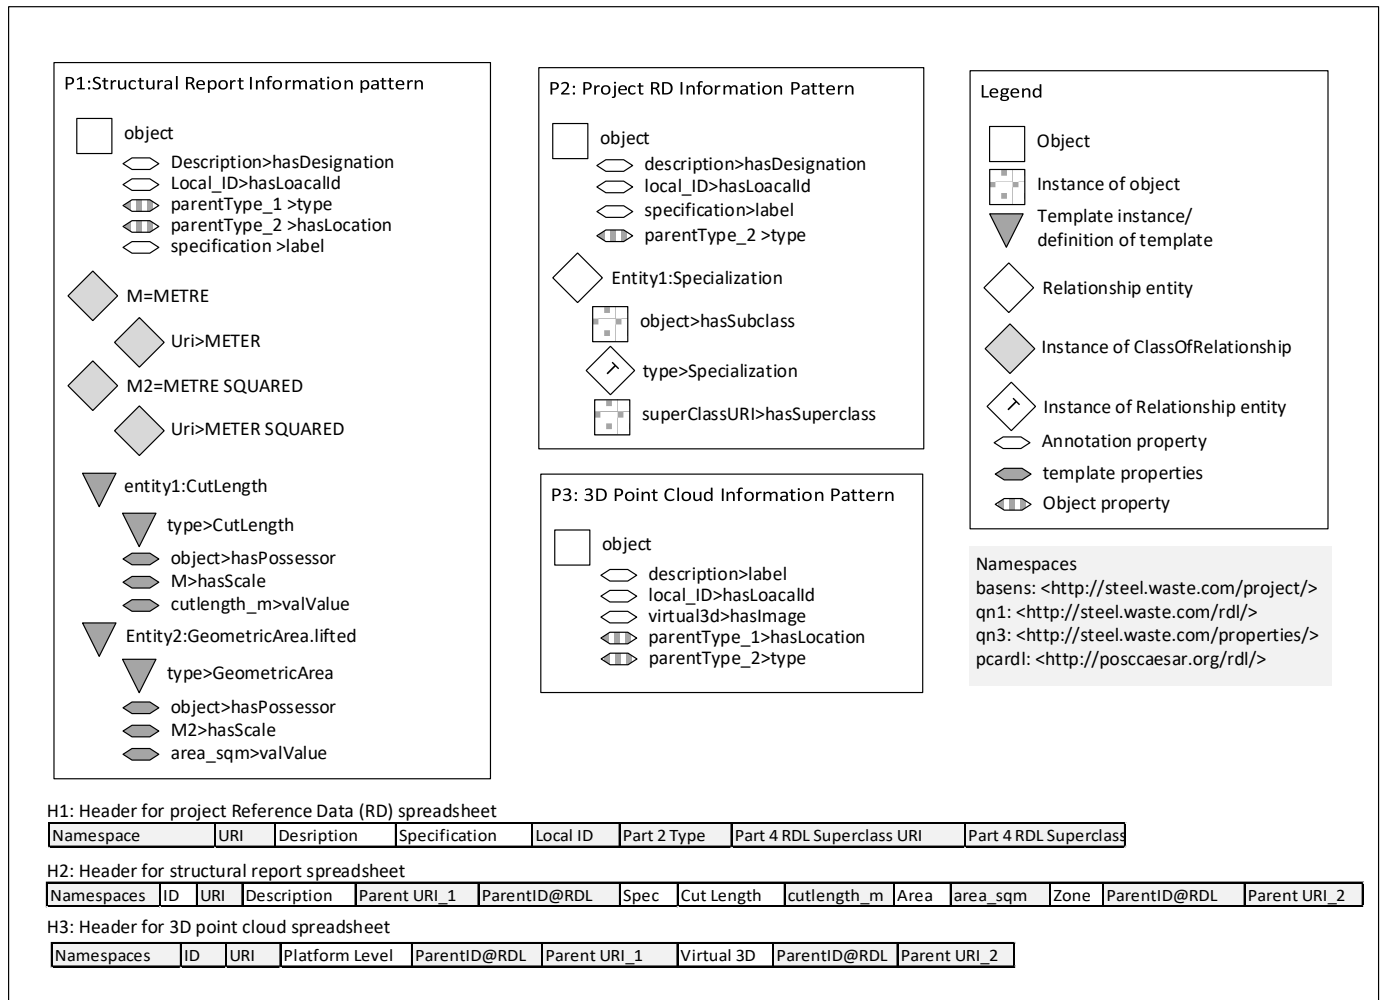 P1:Structural Report Information pattern
object
Description>hasDesignation
Local_ID>hasLoacalId
parentType_1 >type
parentType_2 >hasLocation
specification >label
M=METRE
Uri>METER
M2=METRE SQUARED
Uri>METER SQUARED
entity1:CutLength
type>CutLength
object>hasPossessor
M>hasScale
cutlength_m>valValue
Entity2:GeometricArea.lifted
type>GeometricArea
object>hasPossessor
M2>hasScale
area_sqm>valValue
P2: Project RD Information Pattern
object
description>hasDesignation
local_ID>hasLoacalId
specification>label
parentType_2 >type
Entity1:Specialization
object>hasSubclass
type>Specialization
superClassURI>hasSuperclass
P3: 3D Point Cloud Information Pattern
object
description>label
local_ID>hasLoacalId
virtual3d>hasImage
parentType_1>hasLocation
parentType_2>type
Legend
Object
Instance of object
Template instance/
definition of template
Relationship entity
Instance of ClassOfRelationship
Instance of Relationship entity
Annotation property
template properties
Object property
Namespaces
basens: <http://steel.waste.com/project/>
qn1: <http://steel.waste.com/rdl/>
qn3: <http://steel.waste.com/properties/>
pcardl: <http://posccaesar.org/rdl/>
H1: Header for project Reference Data (RD) spreadsheet
Namespace URI Desription Specification Local ID Part 2 Type Part 4 RDL Superclass URI Part 4 RDL Superclass
H2: Header for structural report spreadsheet
Namespaces ID URI Description Parent URI_1 ParentID@RDL Spec Cut Length cutlength_m Area area_sqm Zone ParentID@RDL Parent URI_2
H3: Header for 3D point cloud spreadsheet
Namespaces ID URI Platform Level ParentID@RDL Parent URI_1 Virtual 3D ParentID@RDL Parent URI_2